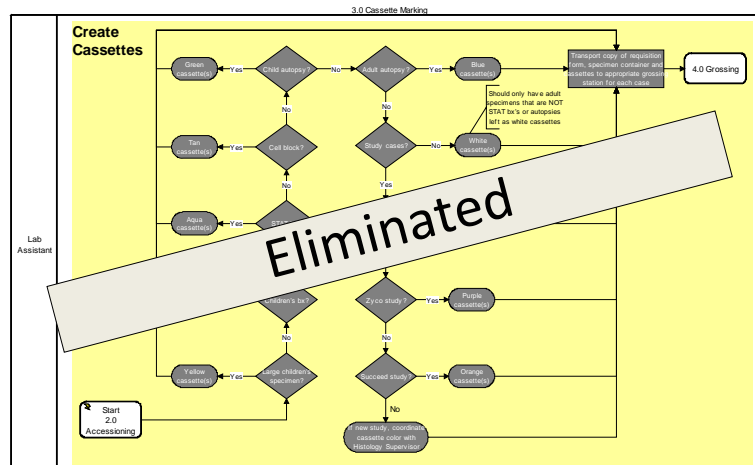 3.0 Cassette Marking
Create
Cassettes
Lab
Assistant
Green
cassette(s)
Yes
Child autopsy?
No
Adult autopsy?
Yes
Blue
cassette(s)
Transport copy of requisition
form, specimen container and
cassettes to appropriate grossing
station for each case
4.0 Grossing
No
No
Should only have adult
specimens that are NOT
STAT bx's or autopsies
left as white cassettes
Tan
cassette(s)
Yes
Cell block?
Study cases?
No
White
cassette(s)
No
Yes
Aqua
cassette(s)
Yes
STAT
Eliminated
Children's bx?
Zyco study?
Yes
Purple
cassette(s)
No
No
Yellow
cassette(s)
Yes
Large children's
specimen?
Succeed study?
Yes
Orange
cassette(s)
No
Start
2.0
Accessioning
If new study, coordinate
cassette color with
Histology Supervisor